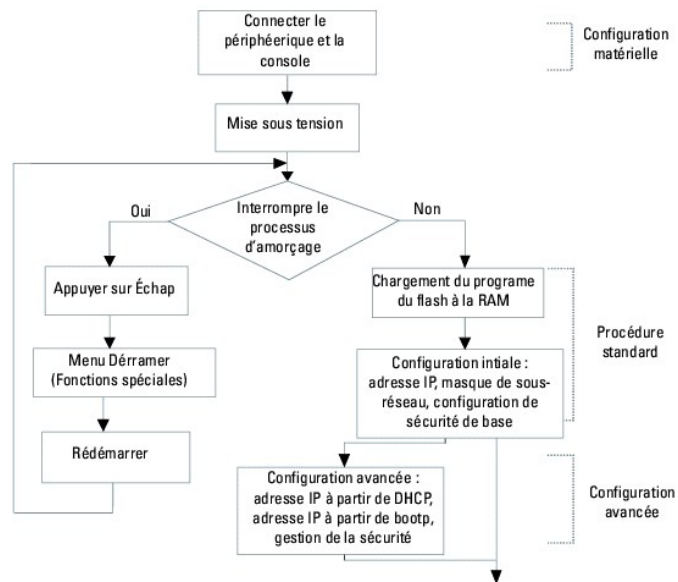 Connecter le
périphéerique et la
console
Configuration
matérielle
Mise sous tension
Interrompre le
processus
d'amorçage
Oui
Non
Appuyer sur Échap
Menu Dérramer
(Fonctions spéciales)
Rédémarrer
Chargement du programe
du flash à la RAM
Configuration intiale :
adresse IP, masque de sous-
réseau, configuration de
sécurité de base
Procédure
standard
Configuration avancée :
adresse IP à partir de DHCP,
adresse IP à partir de bootp,
gestion de la sécurité
Configuration
avancée